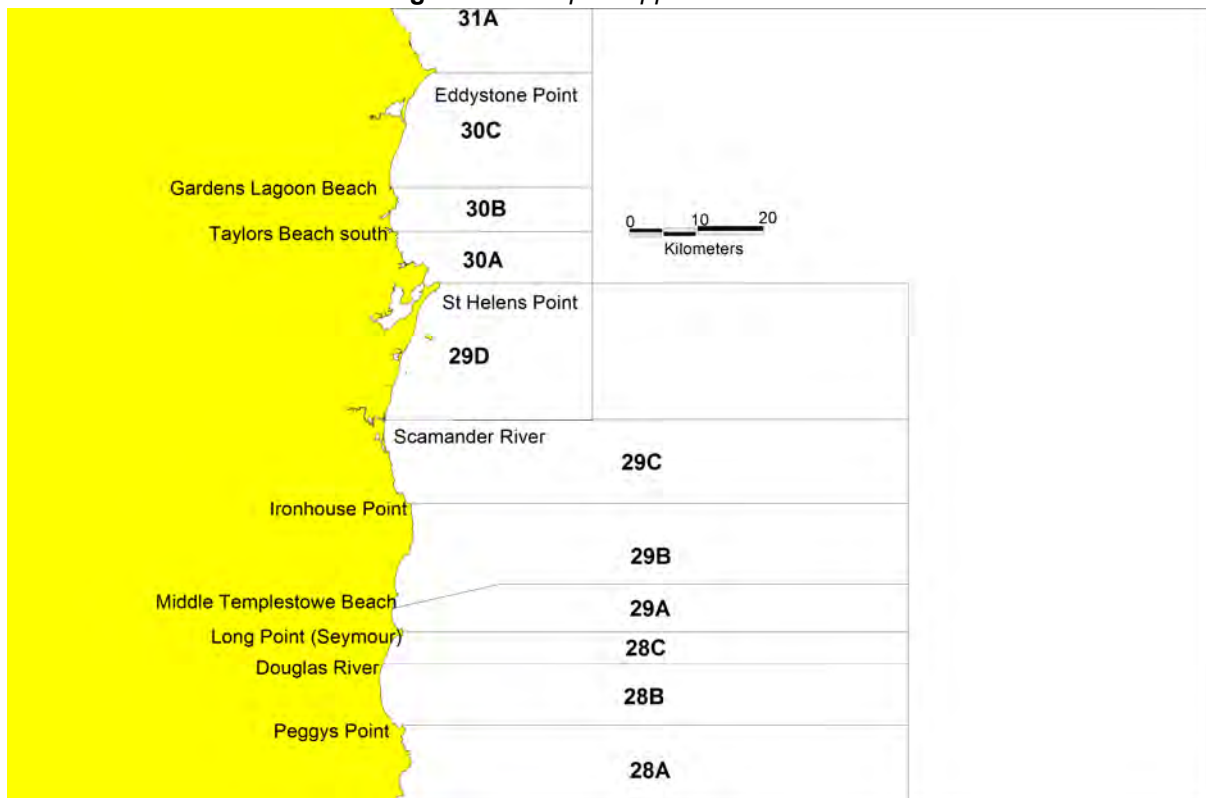 31A
Eddystone Point
30C
Gardens Lagoon Beach
30B
Taylors Beach south
0 10 20
Kilometers
30A
St Helens Point
29D
Scamander River
29C
Ironhouse Point
29B
Middle Templestowe Beach
29A
Long Point (Seymour)
28C
Douglas River
28B
Peggys Point
28A